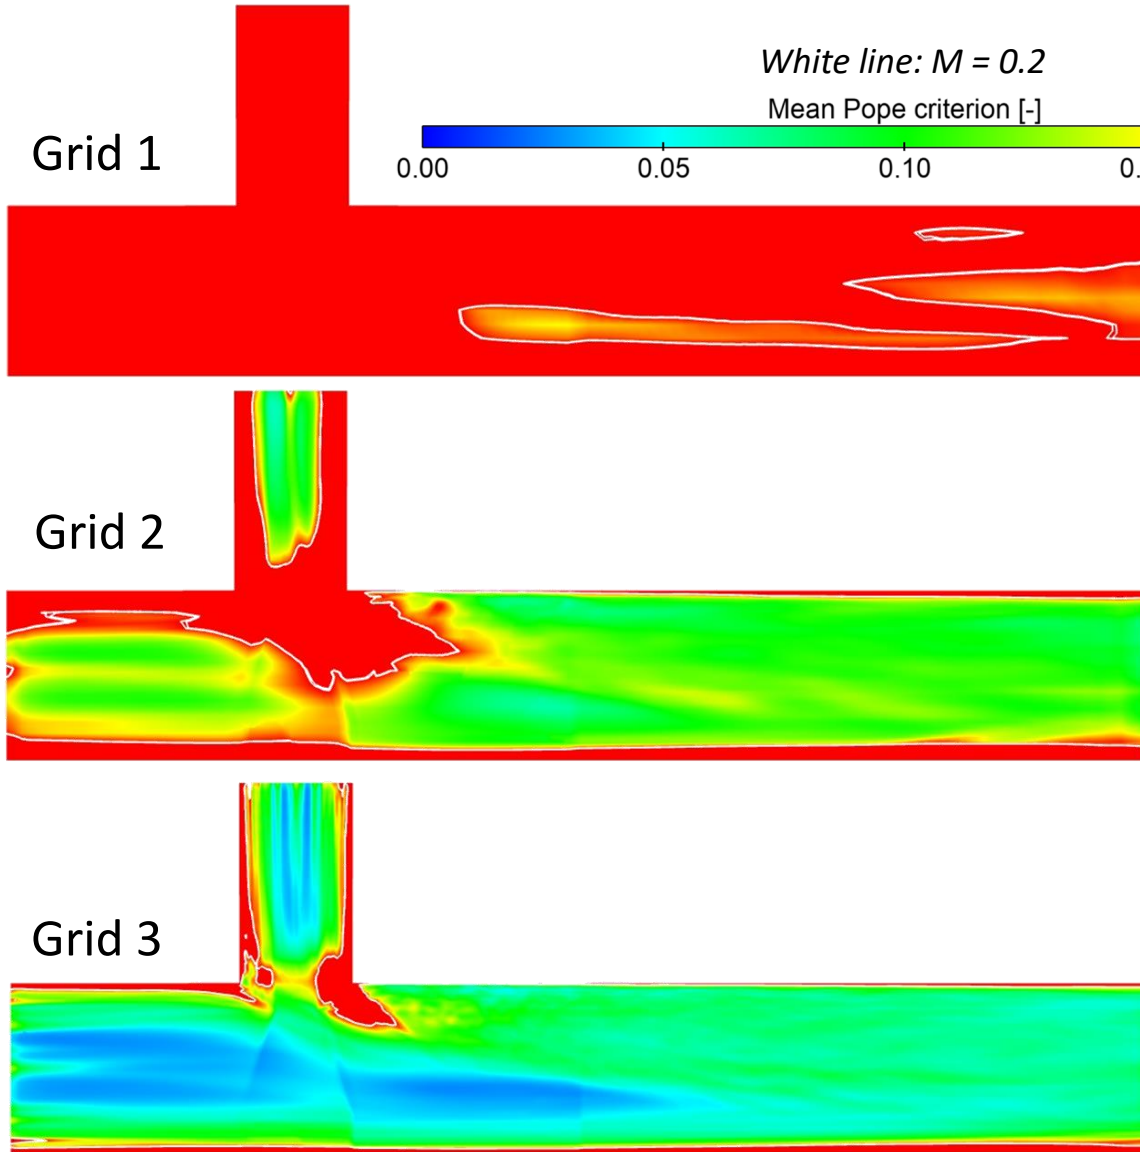 White line: M = 0.2
Mean Pope criterion [-]
Grid 1
0.00 0.05 0.10 0.
Grid 2
Grid 3